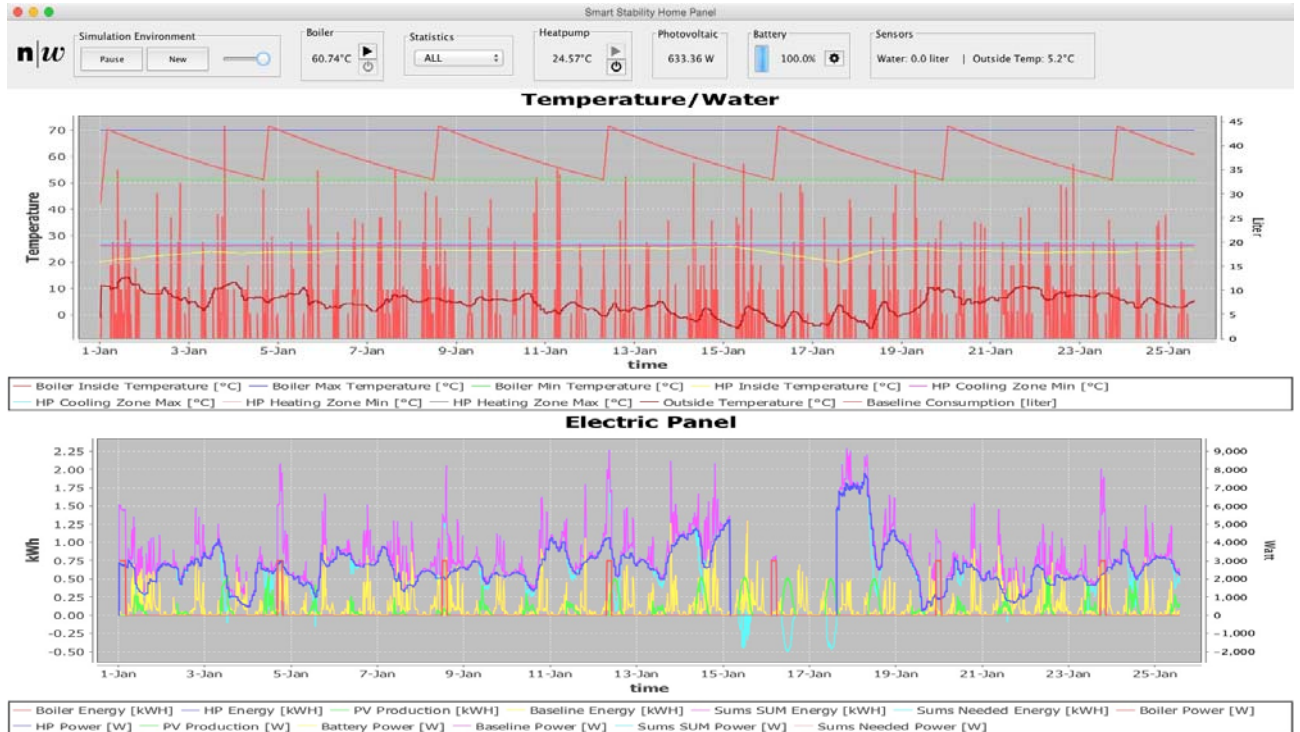 Smart Stability Home Panel
n|w
Simulation Environment
Pause New
Boiler
60.74°C
Statistics
ALL
Heatpump
24.57°C
Photovoltaic
633.36 W
Battery
100.0%
Sensors
Water: 0.0 liter | Outside Temp: 5.2°C
Temperature/Water
Temperature
70
60
50
40
30
20
10
0
45
40
35
30
25
20
15
10
5
0
Liter
1-Jan 3-Jan 5-Jan 7-Jan 9-Jan 11-Jan 13-Jan 15-Jan 17-Jan 19-Jan 21-Jan 23-Jan 25-Jan
time
Boiler Inside Temperature [°C] Boiler Max Temperature [°C] Boiler Min Temperature [°C] HP Inside Temperature [°C] HP Cooling Zone Min [°C]
HP Cooling Zone Max [°C] HP Heating Zone Min [°C] HP Heating Zone Max [°C] Outside Temperature [°C] Baseline Consumption [liter]
Electric Panel
kWh
2.25
2.00
1.75
1.50
1.25
1.00
0.75
0.50
0.25
0.00
-0.25
-0.50
9,000
8,000
7,000
6,000
5,000
4,000
3,000
2,000
1,000
0
-1,000
-2,000
Watt
1-Jan 3-Jan 5-Jan 7-Jan 9-Jan 11-Jan 13-Jan 15-Jan 17-Jan 19-Jan 21-Jan 23-Jan 25-Jan
time
Boiler Energy [kWH] HP Energy [kWH] PV Production [kWH] Baseline Energy [kWH] Sums SUM Energy [kWH] Sums Needed Energy [kWH] Boiler Power [W]
HP Power [W] PV Production [W] Battery Power [W] Baseline Power [W] Sums SUM Power [W] Sums Needed Power [W]